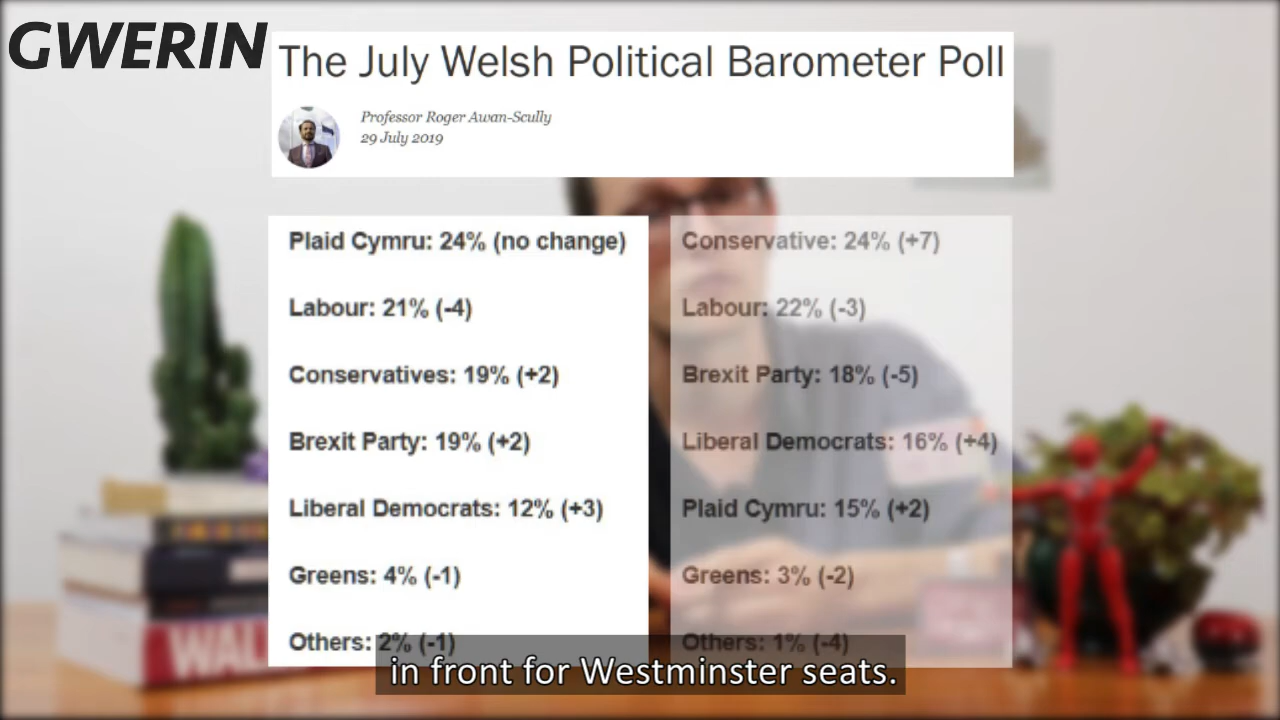 GWERIN
The July Welsh Political Barometer Poll
Professor Roger Awan-Scully
29 July 2019
Plaid Cymru: 24% (no change)
Labour: 21% (-4)
Conservatives: 19% (+2)
Brexit Party: 19% (+2)
Liberal Democrats: 12% (+3)
Greens: 4% (-1)
Others: 2% (-1)
Conservative: 24% (+7)
Labour: 22% (-3)
Brexit Party: 18% (-5)
Liberal Democrats: 16% (+4)
Plaid Cymru: 15% (+2)
Greens: 3% (-2)
Others: 1% (-4)
in front for Westminster seats.